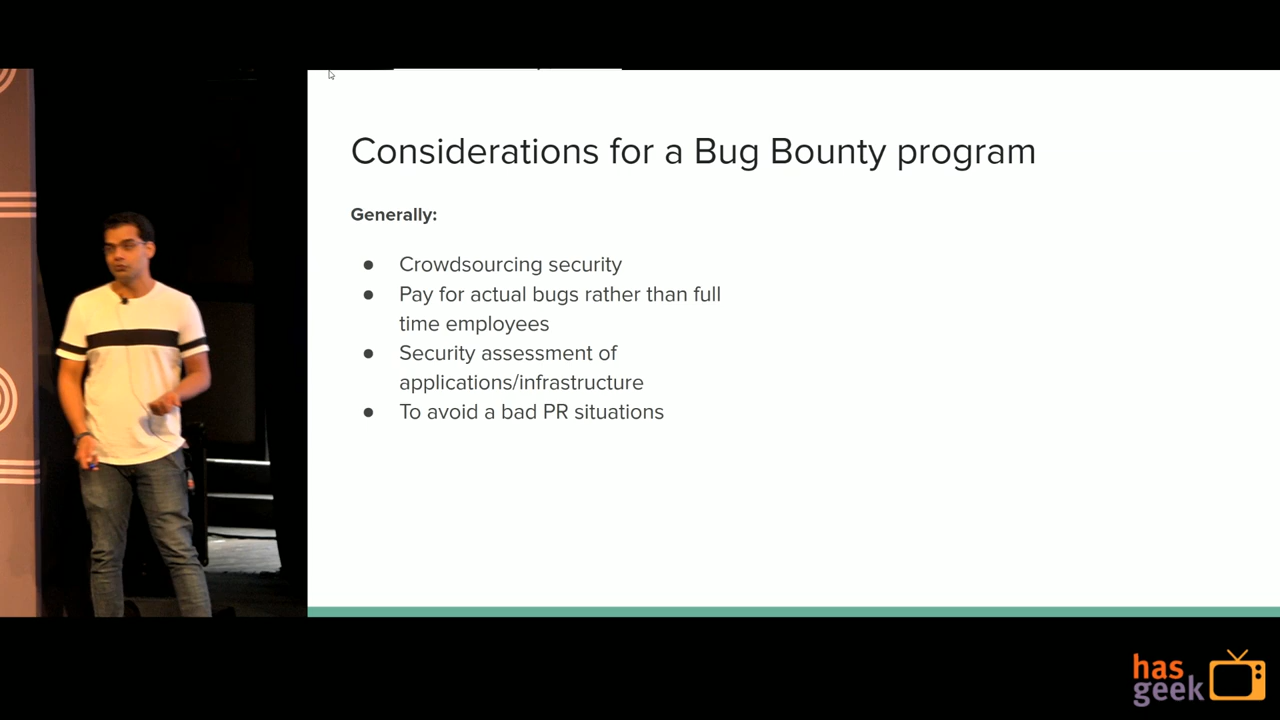 Considerations for a Bug Bounty program
Generally:
● Crowdsourcing security
● Pay for actual bugs rather than full
time employees
● Security assessment of
applications/infrastructure
● To avoid a bad PR situations
has
geek